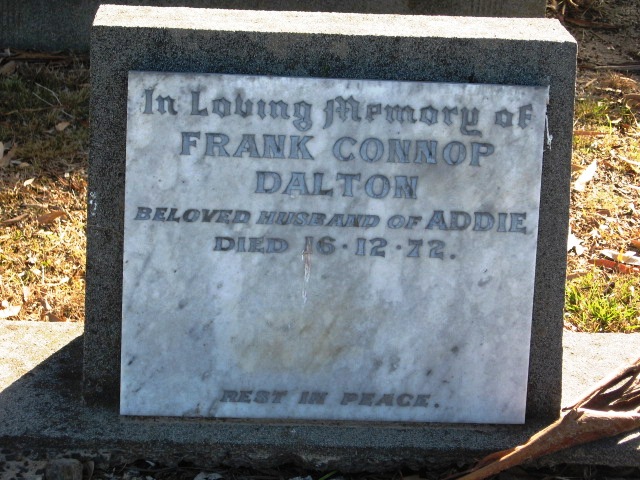 In Loving Memory of
FRANK CONNOP
DALTON
BELOVED HUSBAND OF ADDIE
DIED 16·12·72.
REST IN PEACE.